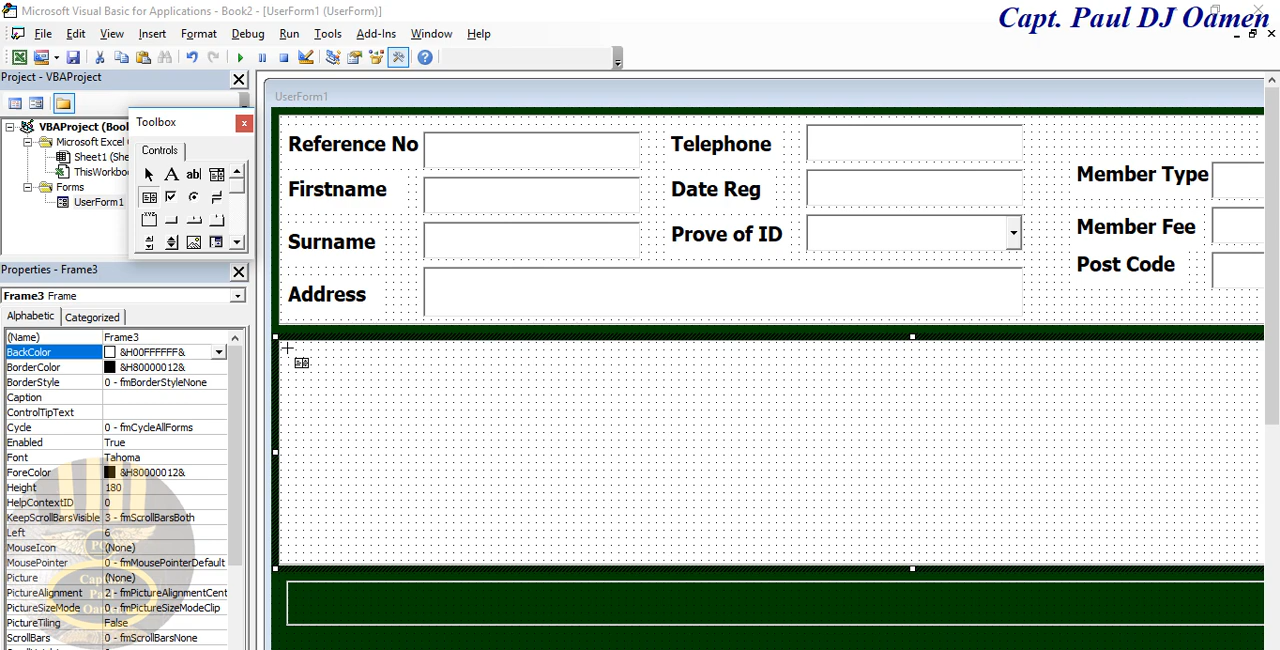 Microsoft Visual Basic for Applications - Book2 - [UserForm1 (UserForm)]
Capt. Paul DJ Oamen
File Edit View Insert Format Debug Run Tools Add-Ins Window Help
Project - VBAProject
Toolbox
Controls
VBAProject (Bool
Microsoft Excel
Sheet1 (She
ThisWorkbo
Forms
UserForm1
Properties - Frame3
Frame3 Frame
Alphabetic Categorized
(Name) Frame3
BackColor &H00FFFFFF&
BorderColor &H80000012&
BorderStyle 0 - fmBorderStyleNone
Caption
ControlTipText
Cycle 0 - fmCycleAllForms
Enabled True
Font Tahoma
ForeColor &H80000012&
Height 180
HelpContextID 0
KeepScrollBarsVisible 3 - fmScrollBarsBoth
Left 6
MouseIcon (None)
MousePointer 0 - fmMousePointerDefault
Picture (None)
PictureAlignment 2 - fmPictureAlignmentCent
PictureSizeMode 0 - fmPictureSizeModeClip
PictureTiling False
ScrollBars 0 - fmScrollBarsNone
UserForm1
Reference No Telephone
Member Type
Firstname Date Reg
Member Fee
Surname Prove of ID
Post Code
Address